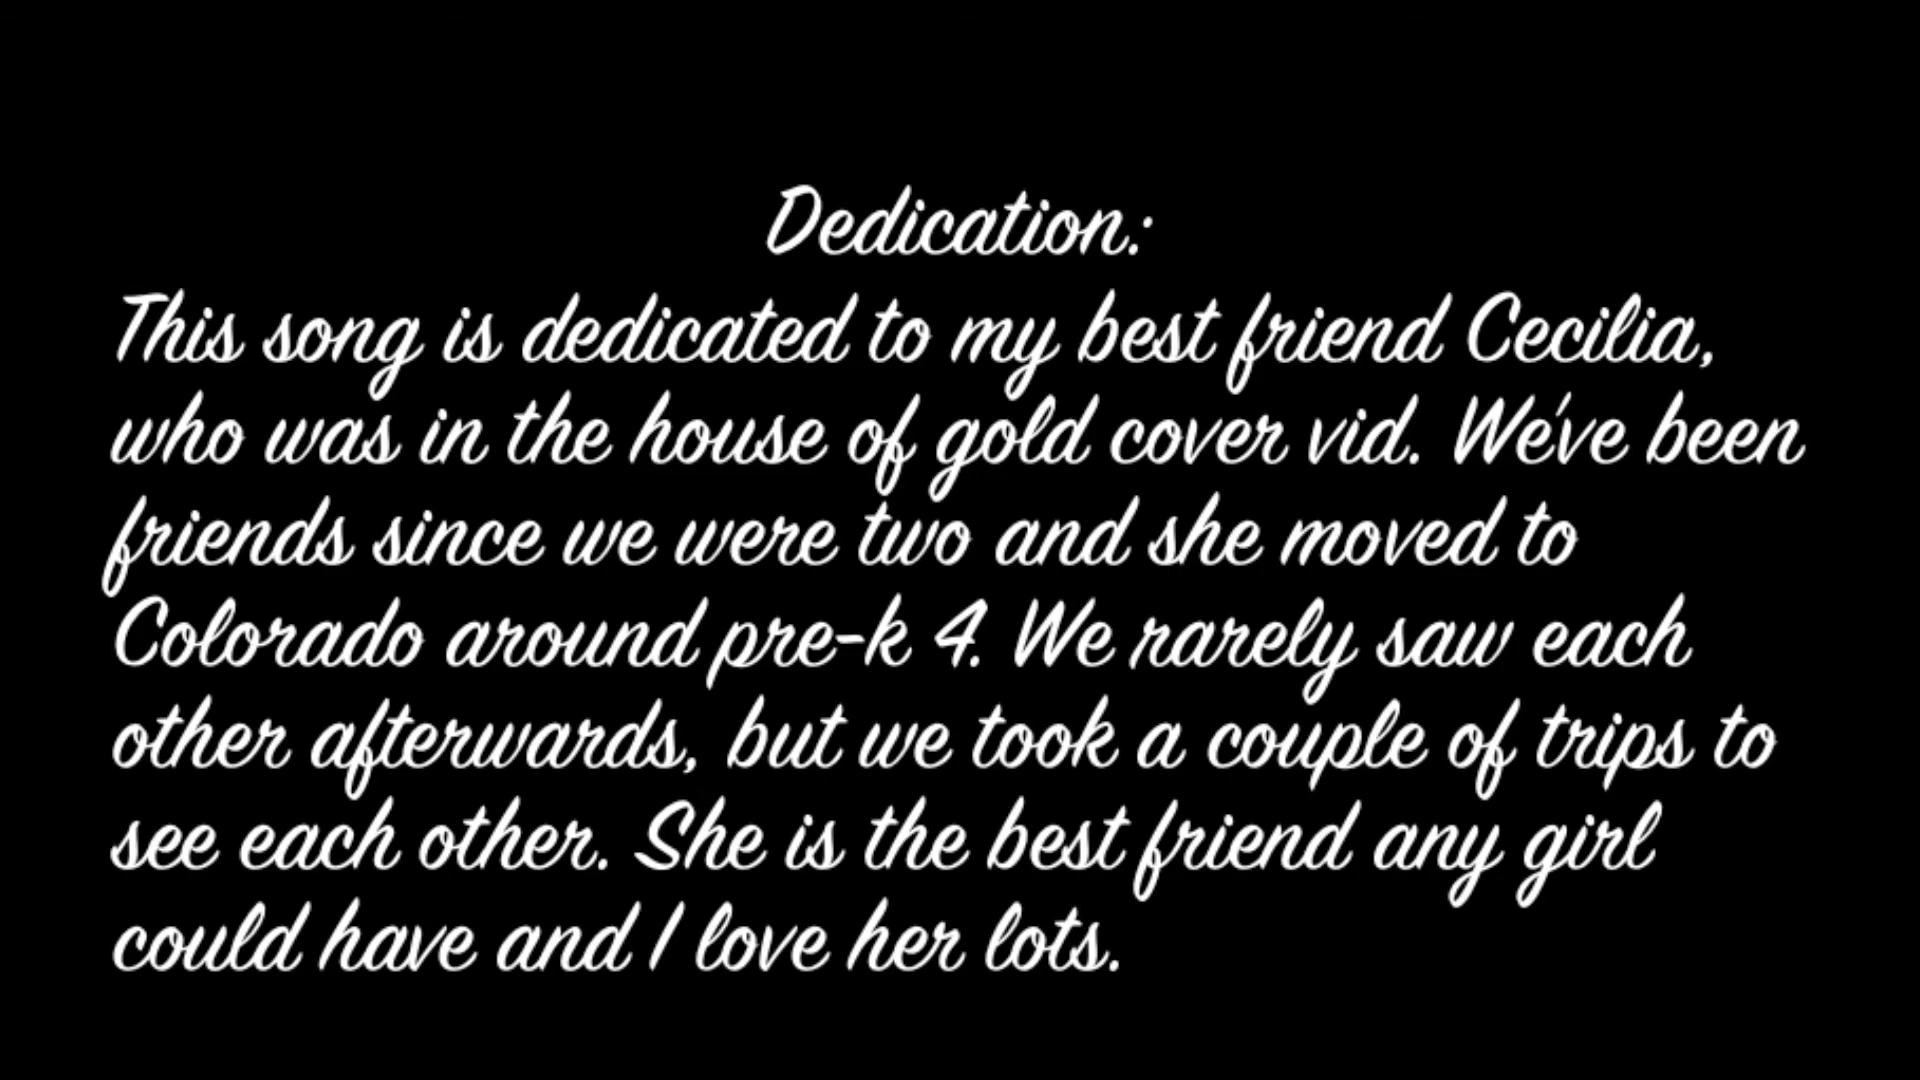 Dedication:
This song is dedicated to my best friend Cecilia,
who was in the house of gold cover vid. We've been
friends since we were two and she moved to
Colorado around pre-k 4. We rarely saw each
other afterwards, but we took a couple of trips to
see each other. She is the best friend any girl
could have and I love her lots.